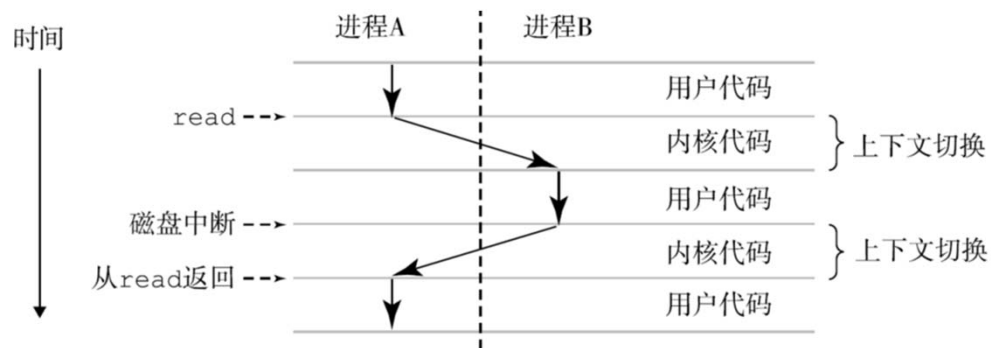 进程A 进程B
时间
用户代码
read
内核代码 上下文切换
用户代码
磁盘中断
内核代码 上下文切换
从read返回
用户代码